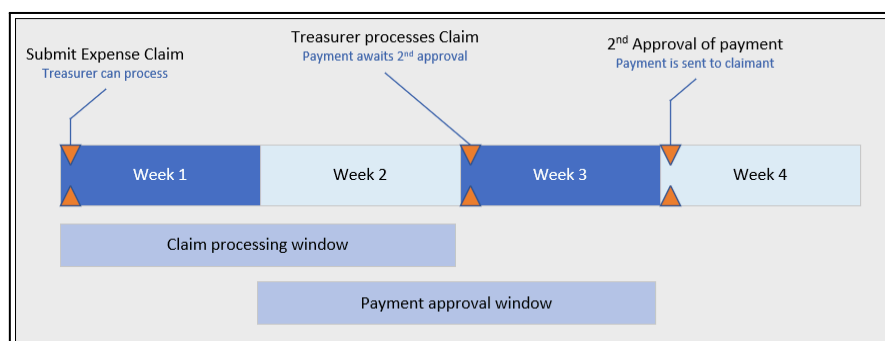 Submit Expense Claim
Treasurer can process
Treasurer processes Claim
Payment awaits 2nd approval
2nd Approval of payment
Payment is sent to claimant
Week 1
Week 2
Week 3
Week 4
Claim processing window
Payment approval window